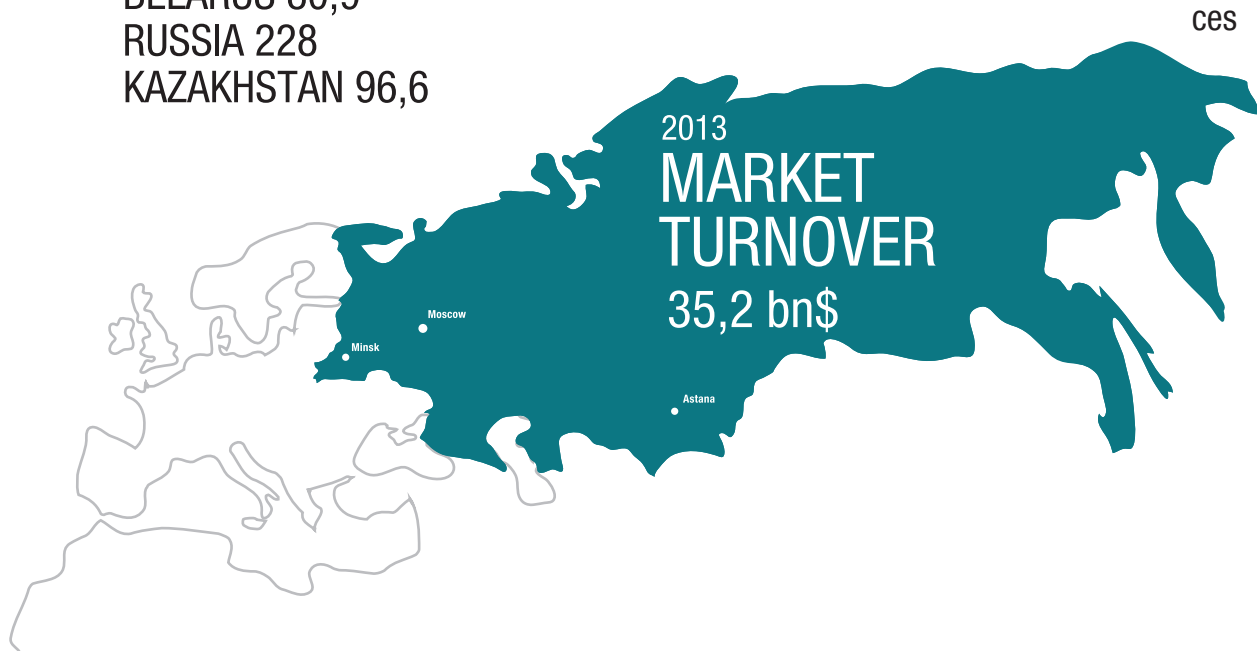 RUSSIA 228
KAZAKHSTAN 96,6
ces
2013
MARKET
TURNOVER
35,2 bn$
Moscow
Minsk
Astana